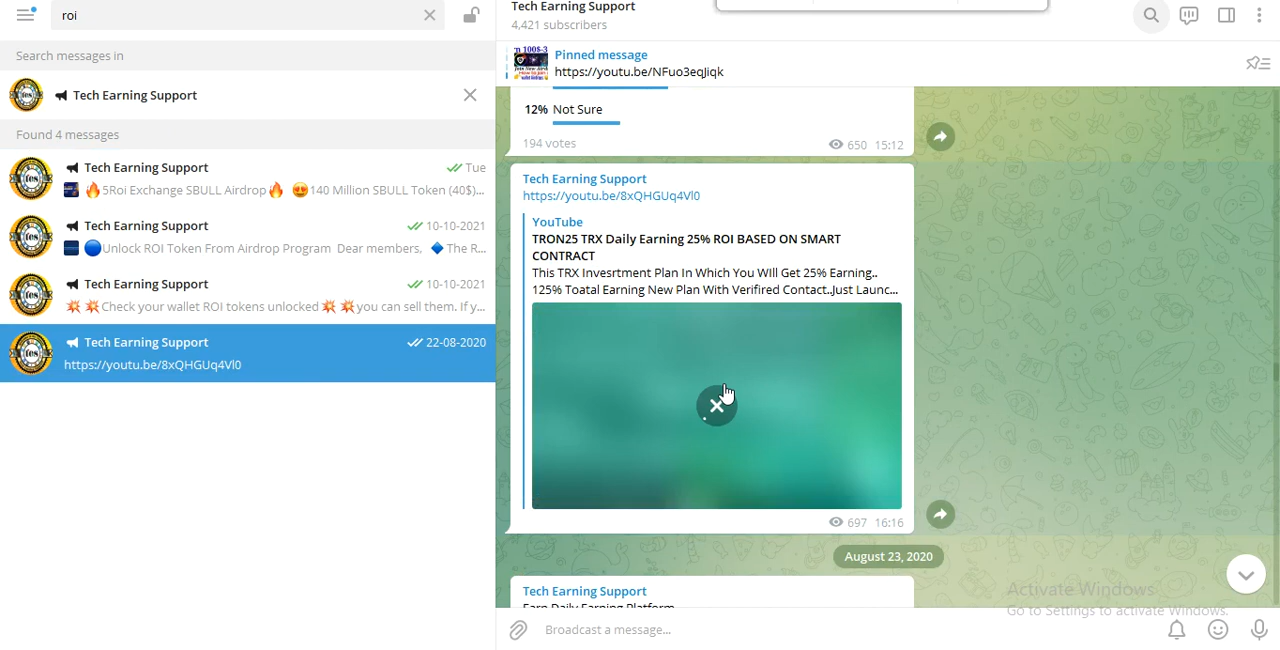 roi
Search messages in
Tech Earning Support
Found 4 messages
Tech Earning Support
Tue
🔥5Roi Exchange SBULL Airdrop🔥 😍140 Million SBULL Token (40$)...
Tech Earning Support
10-10-2021
🔵Unlock ROI Token From Airdrop Program Dear members, 🔷The R...
Tech Earning Support
10-10-2021
💥 💥Check your wallet ROI tokens unlocked💥 💥you can sell them. If y...
Tech Earning Support
22-08-2020
https://youtu.be/8xQHGUq4Vl0
Tech Earning Support
4,421 subscribers
Pinned message
https://youtu.be/NFuo3eqJiqk
12% Not Sure
194 votes
650 15:12
Tech Earning Support
https://youtu.be/8xQHGUq4Vl0
YouTube
TRON25 TRX Daily Earning 25% ROI BASED ON SMART
CONTRACT
This TRX Invesrtment Plan In Which You WIll Get 25% Earning..
125% Toatal Earning New Plan With Verifired Contact..Just Launc...
697 16:16
August 23, 2020
Tech Earning Support
Earn Daily Earning Platform
Activate Windows
Go to Settings to activate Windows.
Broadcast a message...